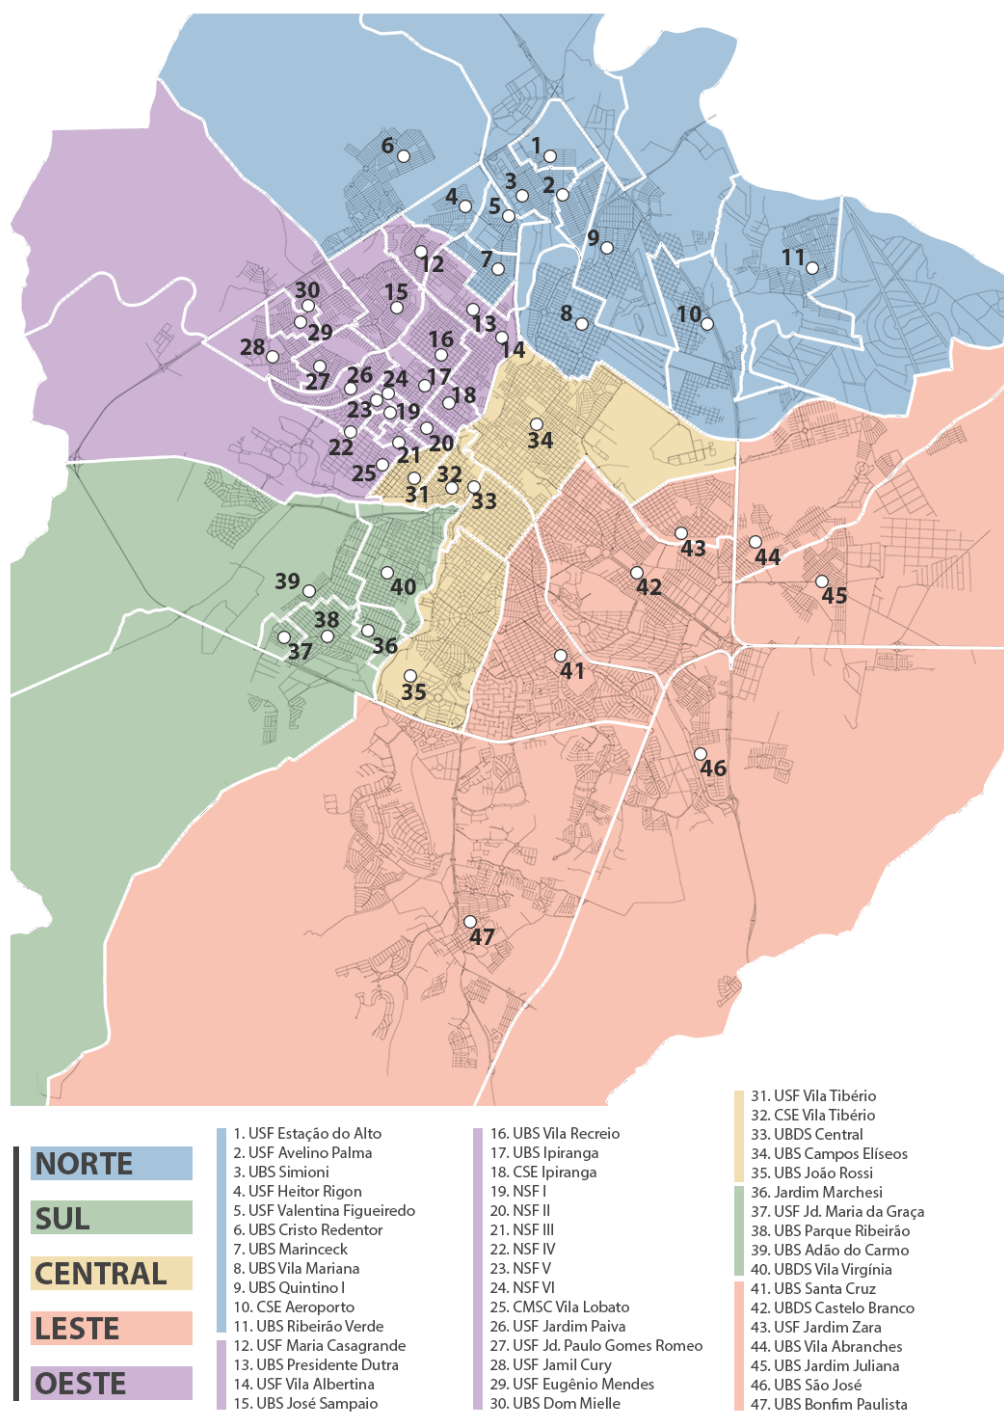 6
1
4
3
2
5
9
7
11
12
30
15
8
10
29
13
28
16
14
27
26
24
17
23
19
18
22
21
20
34
25
31
32
33
43
44
39
40
42
45
38
36
37
41
35
46
47
NORTE
SUL
CENTRAL
LESTE
OESTE
1. USF Estação do Alto
2. USF Avelino Palma
3. UBS Simioni
4. USF Heitor Rigon
5. USF Valentina Figueiredo
6. UBS Cristo Redentor
7. UBS Marinceck
8. UBS Vila Mariana
9. UBS Quintino I
10. CSE Aeroporto
11. UBS Ribeirão Verde
12. USF Maria Casagrande
13. UBS Presidente Dutra
14. USF Vila Albertina
15. UBS José Sampaio
16. UBS Vila Recreio
17. UBS Ipiranga
18. CSE Ipiranga
19. NSF I
20. NSF II
21. NSF III
22. NSF IV
23. NSF V
24. NSF VI
25. CMSC Vila Lobato
26. USF Jardim Paiva
27. USF Jd. Paulo Gomes Romeo
28. USF Jamil Cury
29. USF Eugênio Mendes
30. UBS Dom Mielle
31. USF Vila Tibério
32. CSE Vila Tibério
33. UBDS Central
34. UBS Campos Elíseos
35. UBS João Rossi
36. Jardim Marchesi
37. USF Jd. Maria da Graça
38. UBS Parque Ribeirão
39. UBS Adão do Carmo
40. UBDS Vila Virgínia
41. UBS Santa Cruz
42. UBDS Castelo Branco
43. USF Jardim Zara
44. UBS Vila Abranches
45. UBS Jardim Juliana
46. UBS São José
47. UBS Bonfim Paulista